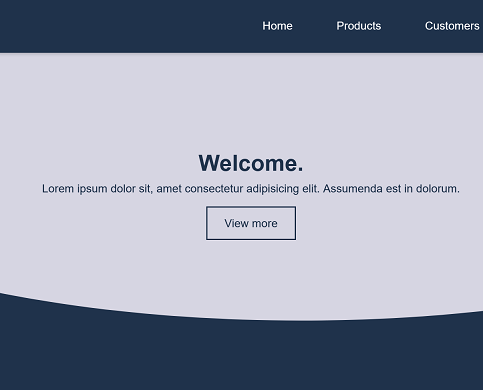 Home Products Customers
Welcome.
Lorem ipsum dolor sit, amet consectetur adipisicing elit. Assumenda est in dolorum.
View more